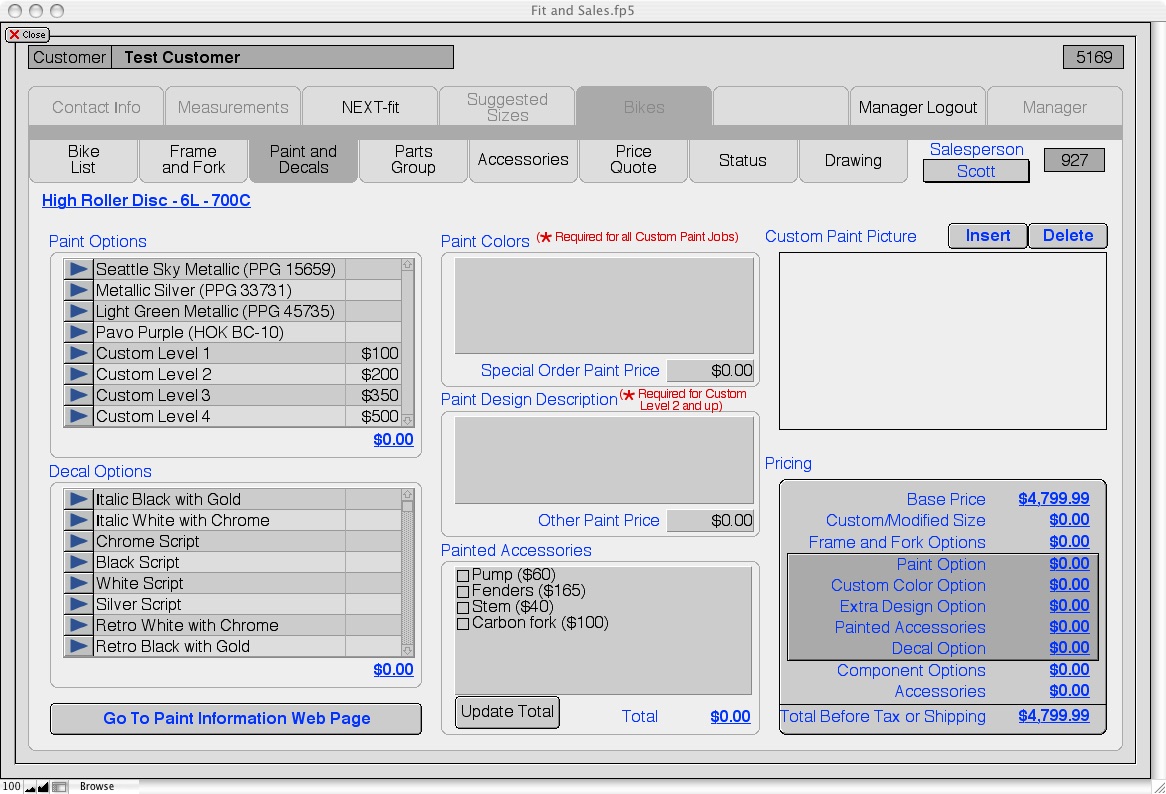 Fit and Sales.fp5
Close
Customer Test Customer 5169
Contact Info Measurements NEXT-fit Suggested Sizes Bikes Manager Logout Manager
Bike List Frame and Fork Paint and Decals Parts Group Accessories Price Quote Status Drawing
Salesperson
Scott
927
High Roller Disc - 6L - 700C
Paint Options
Seattle Sky Metallic (PPG 15659)
Metallic Silver (PPG 33731)
Light Green Metallic (PPG 45735)
Pavo Purple (HOK BC-10)
Custom Level 1 $100
Custom Level 2 $200
Custom Level 3 $350
Custom Level 4 $500
$0.00
Decal Options
Italic Black with Gold
Italic White with Chrome
Chrome Script
Black Script
White Script
Silver Script
Retro White with Chrome
Retro Black with Gold
$0.00
Go To Paint Information Web Page
Paint Colors (* Required for all Custom Paint Jobs)
Special Order Paint Price $0.00
Paint Design Description (* Required for Custom
Level 2 and up)
Other Paint Price $0.00
Painted Accessories
Pump ($60)
Fenders ($165)
Stem ($40)
Carbon fork ($100)
Update Total Total $0.00
Custom Paint Picture Insert Delete
Pricing
Base Price $4,799.99
Custom/Modified Size $0.00
Frame and Fork Options $0.00
Paint Option $0.00
Custom Color Option $0.00
Extra Design Option $0.00
Painted Accessories $0.00
Decal Option $0.00
Component Options $0.00
Accessories $0.00
Total Before Tax or Shipping $4,799.99
100 Browse